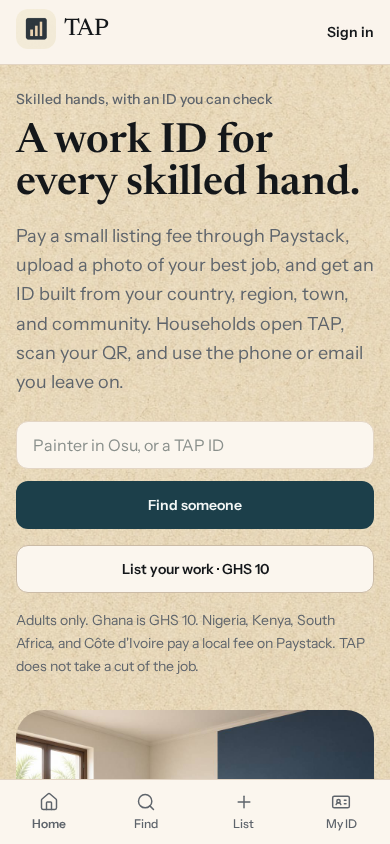 TAP
Sign in
Skilled hands, with an ID you can check
A work ID for
every skilled hand.
Pay a small listing fee through Paystack,
upload a photo of your best job, and get an
ID built from your country, region, town,
and community. Households open TAP,
scan your QR, and use the phone or email
you leave on.
Painter in Osu, or a TAP ID
Find someone
List your work · GHS 10
Adults only. Ghana is GHS 10. Nigeria, Kenya, South
Africa, and Côte d'Ivoire pay a local fee on Paystack. TAP
does not take a cut of the job.
Home
Find
List
My ID